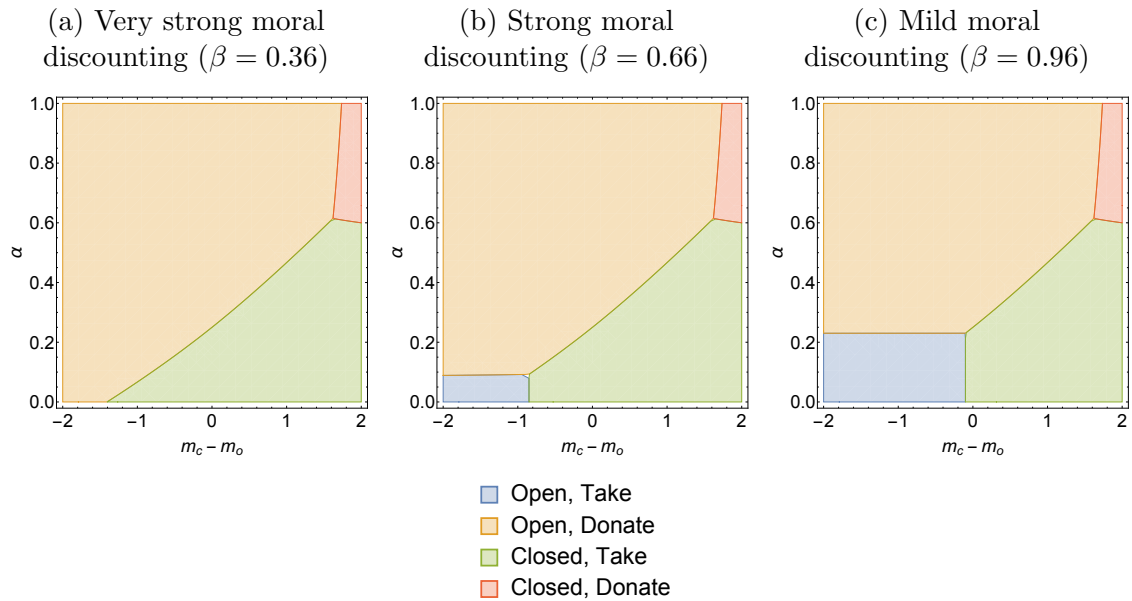 (a) Very strong moral
discounting (β = 0.36)
(b) Strong moral
discounting (β = 0.66)
(c) Mild moral
discounting (β = 0.96)
1.0
0.8
0.6
α
0.4
0.2
0.0
−2 −1 0 1 2
m_c − m_o
1.0
0.8
0.6
α
0.4
0.2
0.0
−2 −1 0 1 2
m_c − m_o
1.0
0.8
0.6
α
0.4
0.2
0.0
−2 −1 0 1 2
m_c − m_o
Open, Take
Open, Donate
Closed, Take
Closed, Donate